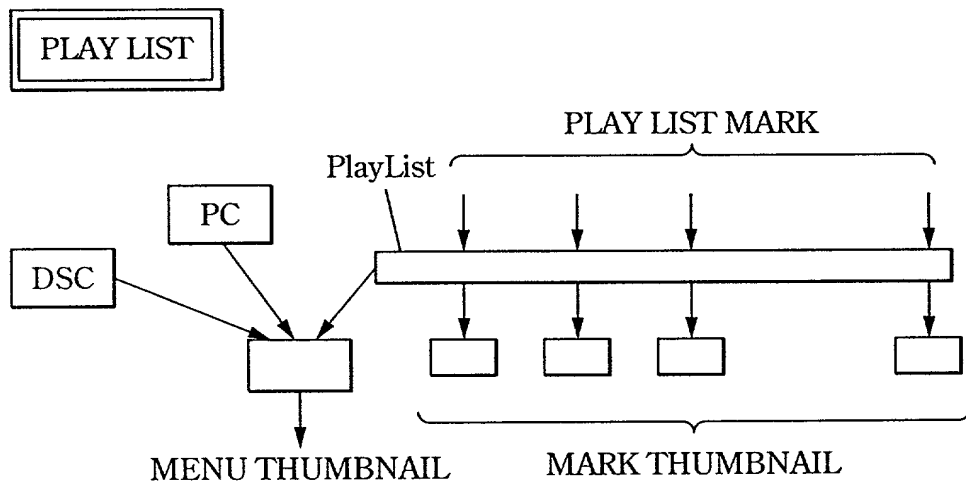 PLAY LIST
PLAY LIST MARK
PlayList
PC
DSC
MENU THUMBNAIL
MARK THUMBNAIL